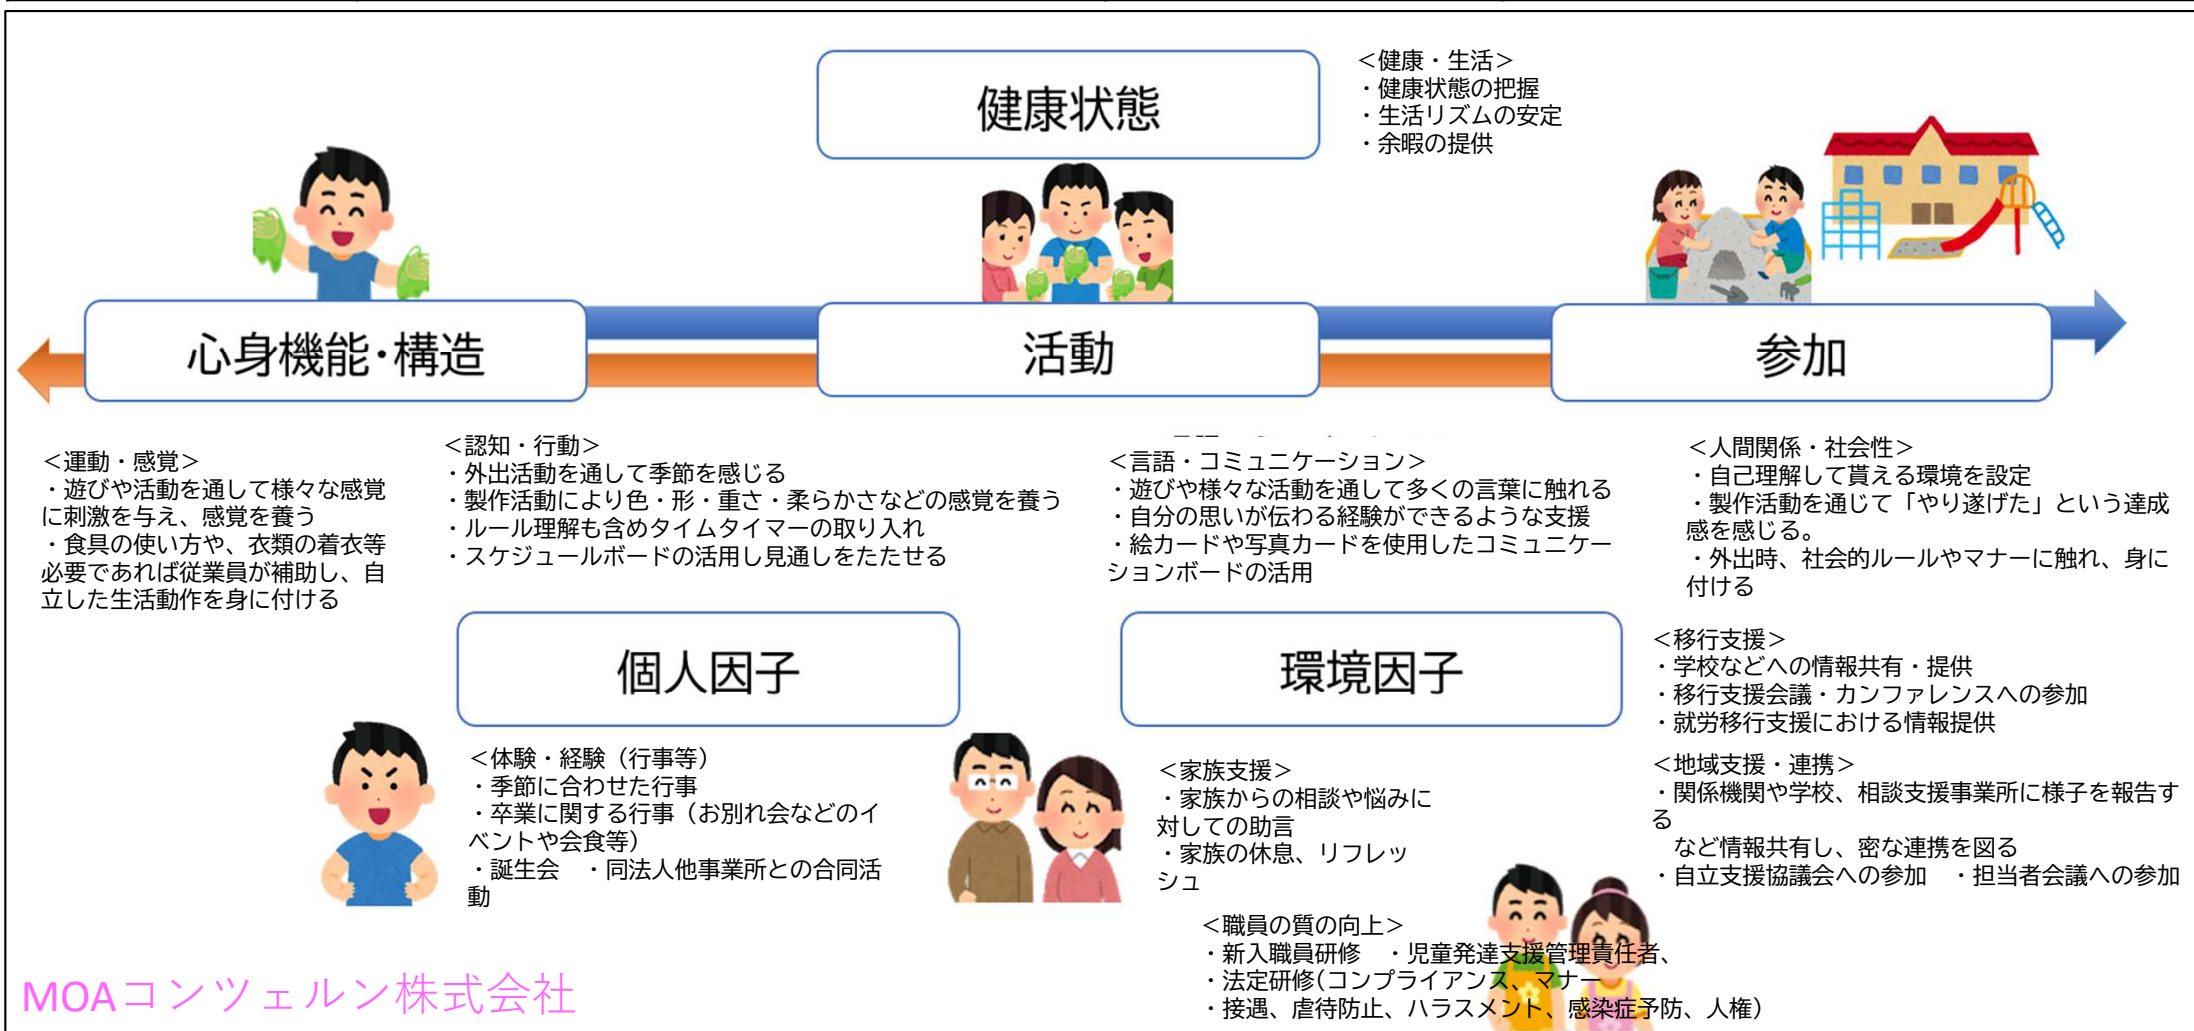 健康状態
＜健康・生活＞
・健康状態の把握
・生活リズムの安定
・余暇の提供
心身機能・構造
活動
参加
＜運動・感覚＞
・遊びや活動を通して様々な感覚
に刺激を与え、感覚を養う
・食具の使い方や、衣類の着衣等
必要であれば従業員が補助し、自
立した生活動作を身に付ける
＜認知・行動＞
・外出活動を通して季節を感じる
・製作活動により色・形・重さ・柔らかさなどの感覚を養う
・ルール理解も含めタイムタイマーの取り入れ
・スケジュールボードの活用し見通しをたたせる
＜言語・コミュニケーション＞
・遊びや様々な活動を通して多くの言葉に触れる
・自分の思いが伝わる経験ができるような支援
・絵カードや写真カードを使用したコミュニケー
ションボードの活用
＜人間関係・社会性＞
・自己理解して貰える環境を設定
・製作活動を通じて「やり遂げた」という達成
感を感じる。
・外出時、社会的ルールやマナーに触れ、身に
付ける
個人因子
環境因子
＜移行支援＞
・学校などへの情報共有・提供
・移行支援会議・カンファレンスへの参加
・就労移行支援における情報提供
＜体験・経験（行事等）
・季節に合わせた行事
・卒業に関する行事（お別れ会などのイ
ベントや会食等）
・誕生会　・同法人他事業所との合同活
動
＜家族支援＞
・家族からの相談や悩みに
対しての助言
・家族の休息、リフレッ
シュ
＜地域支援・連携＞
・関係機関や学校、相談支援事業所に様子を報告す
る
など情報共有し、密な連携を図る
・自立支援協議会への参加　・担当者会議への参加
＜職員の質の向上＞
・新入職員研修　・児童発達支援管理責任者、
・法定研修(コンプライアンス、マナー
・接遇、虐待防止、ハラスメント、感染症予防、人権）
MOAコンツェルン株式会社